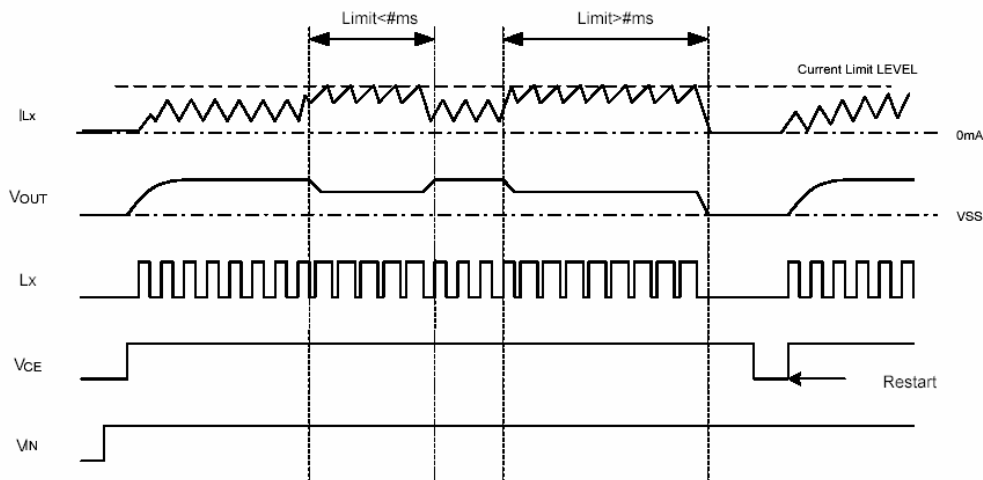 Limit<#ms
Limit>#ms
Current Limit LEVEL
ILx
0mA
VOUT
VSS
Lx
VCE
Restart
VIN